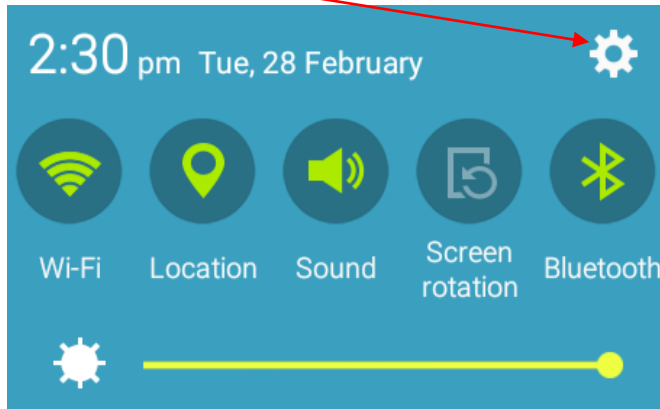 2:30 pm Tue, 28 February
Wi-Fi
Location
Sound
Screen
rotation
Bluetooth